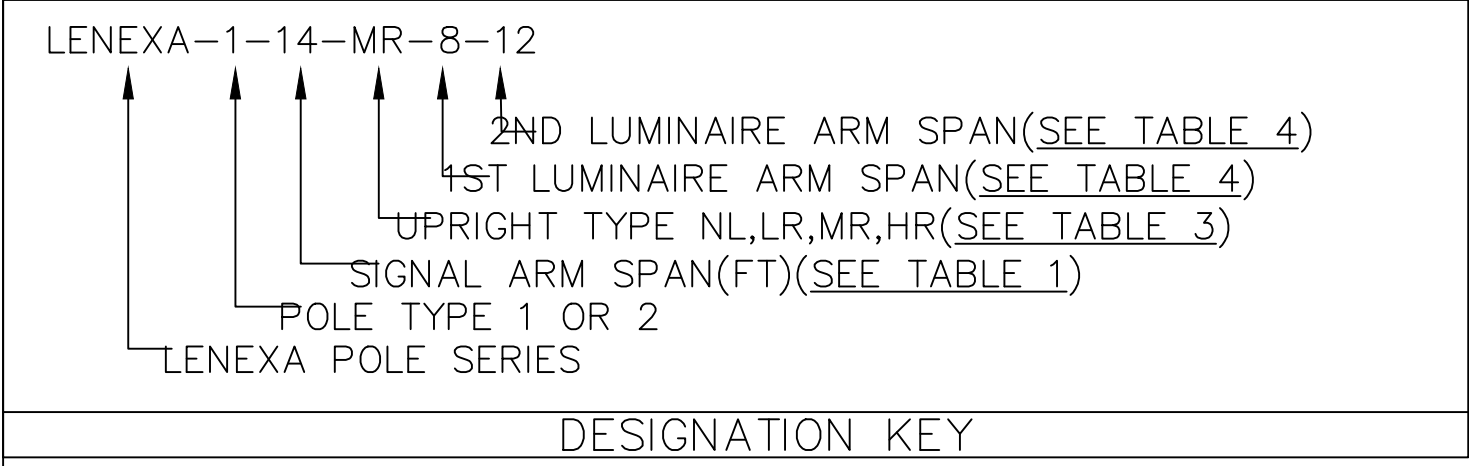 LENEXA-1-14-MR-8-12
2ND LUMINAIRE ARM SPAN(SEE TABLE 4)
1ST LUMINAIRE ARM SPAN(SEE TABLE 4)
UPRIGHT TYPE NL,LR,MR,HR(SEE TABLE 3)
SIGNAL ARM SPAN(FT)(SEE TABLE 1)
POLE TYPE 1 OR 2
LENEXA POLE SERIES
DESIGNATION KEY